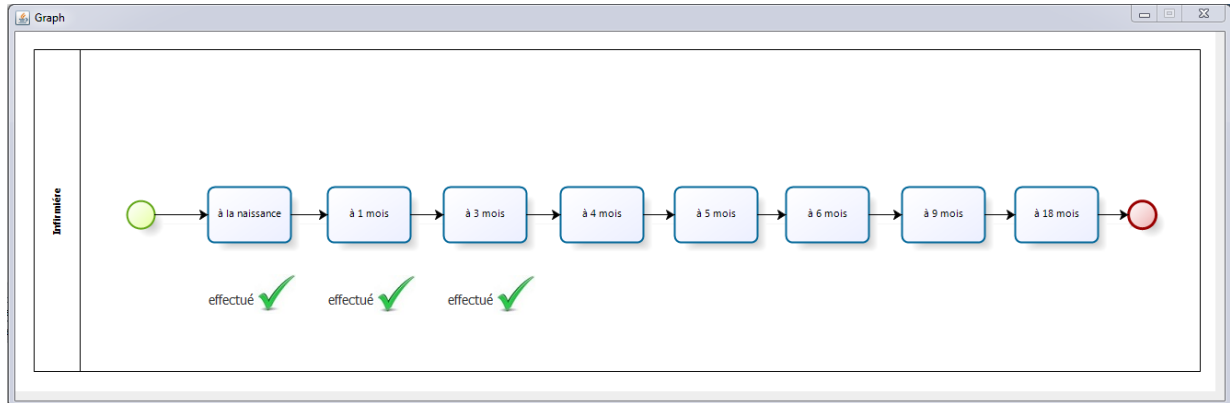 Graph
Infirmiére
à la naissance
à 1 mois
à 3 mois
à 4 mois
à 5 mois
à 6 mois
à 9 mois
à 18 mois
effectué
effectué
effectué